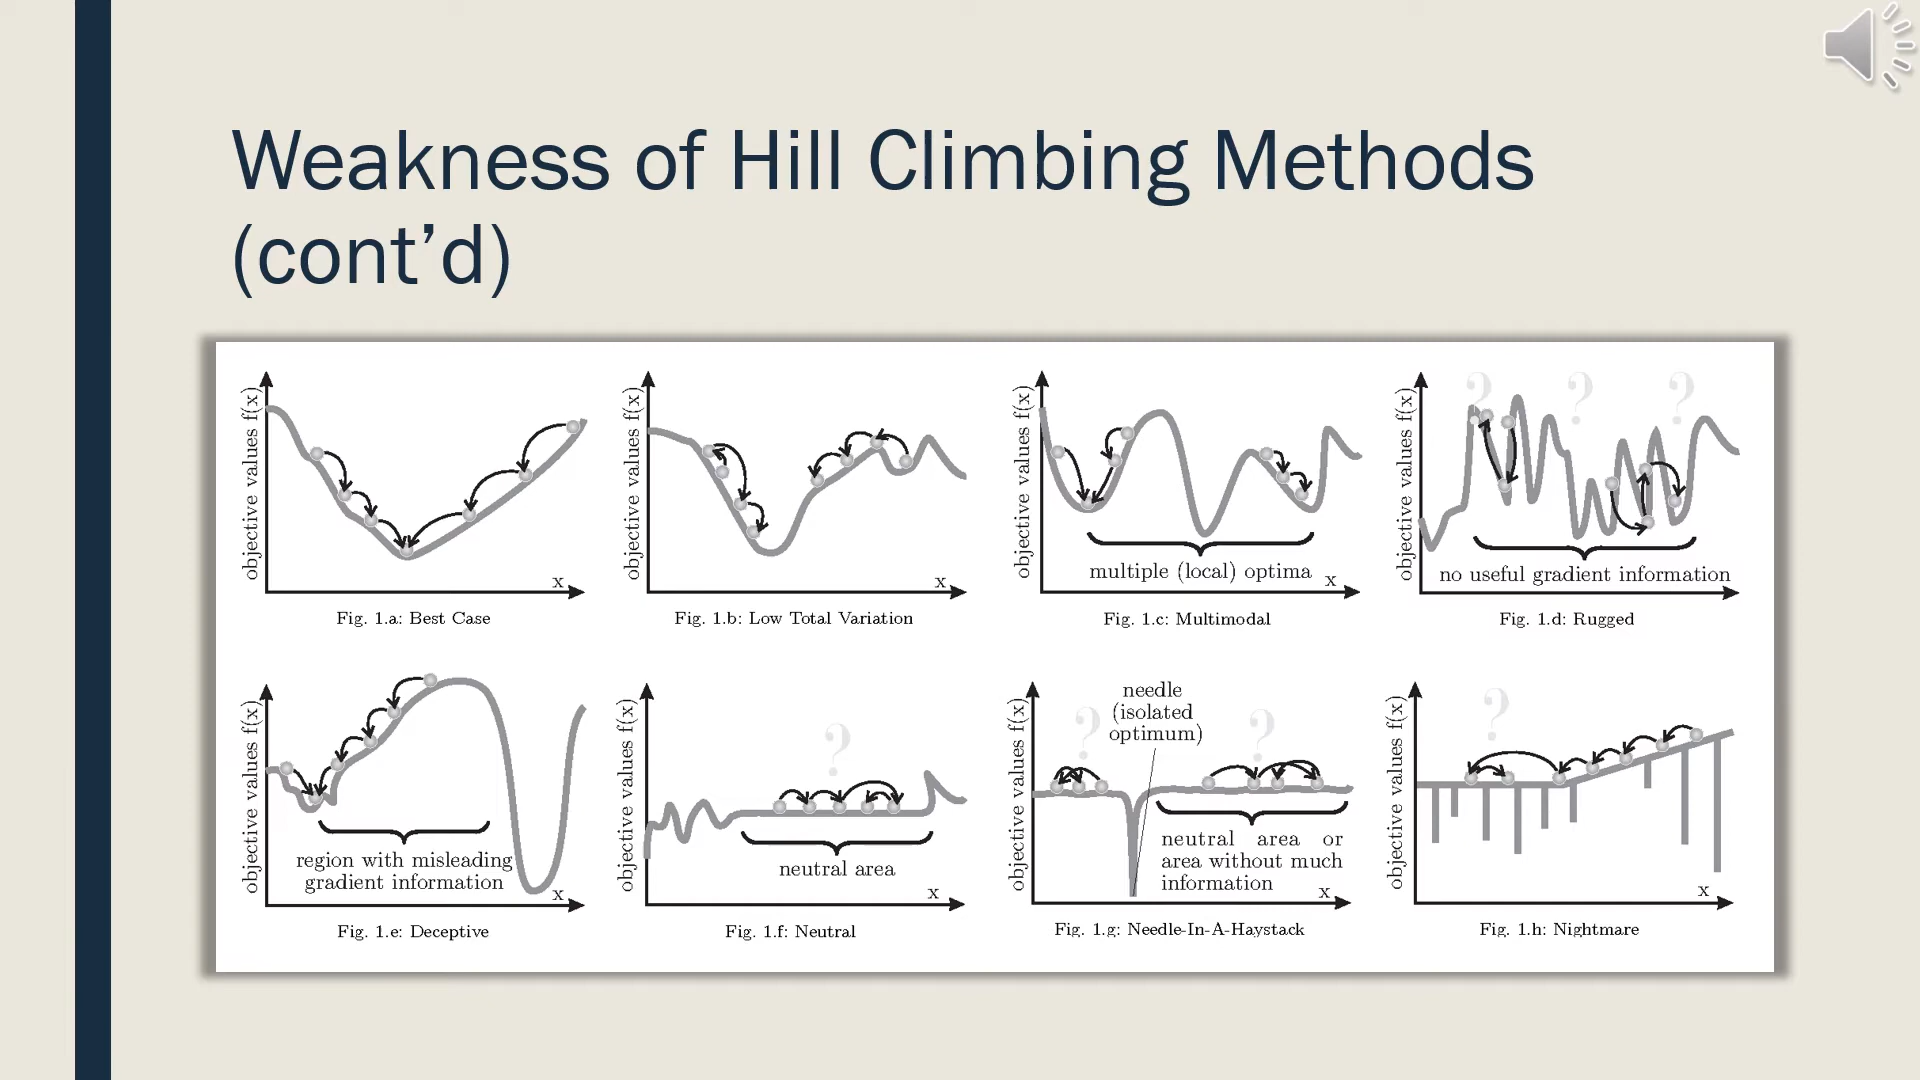 Weakness of Hill Climbing Methods
(cont’d)
objective values f(x)
x
Fig. 1.a: Best Case
objective values f(x)
x
Fig. 1.b: Low Total Variation
objective values f(x)
multiple (local) optima
x
Fig. 1.c: Multimodal
objective values f(x)
? ? ?
no useful gradient information
Fig. 1.d: Rugged
objective values f(x)
region with misleading
gradient information
x
Fig. 1.e: Deceptive
objective values f(x)
?
neutral area
x
Fig. 1.f: Neutral
objective values f(x)
? ?
needle
(isolated
optimum)
neutral area or
area without much
information
x
Fig. 1.g: Needle-In-A-Haystack
objective values f(x)
?
x
Fig. 1.h: Nightmare